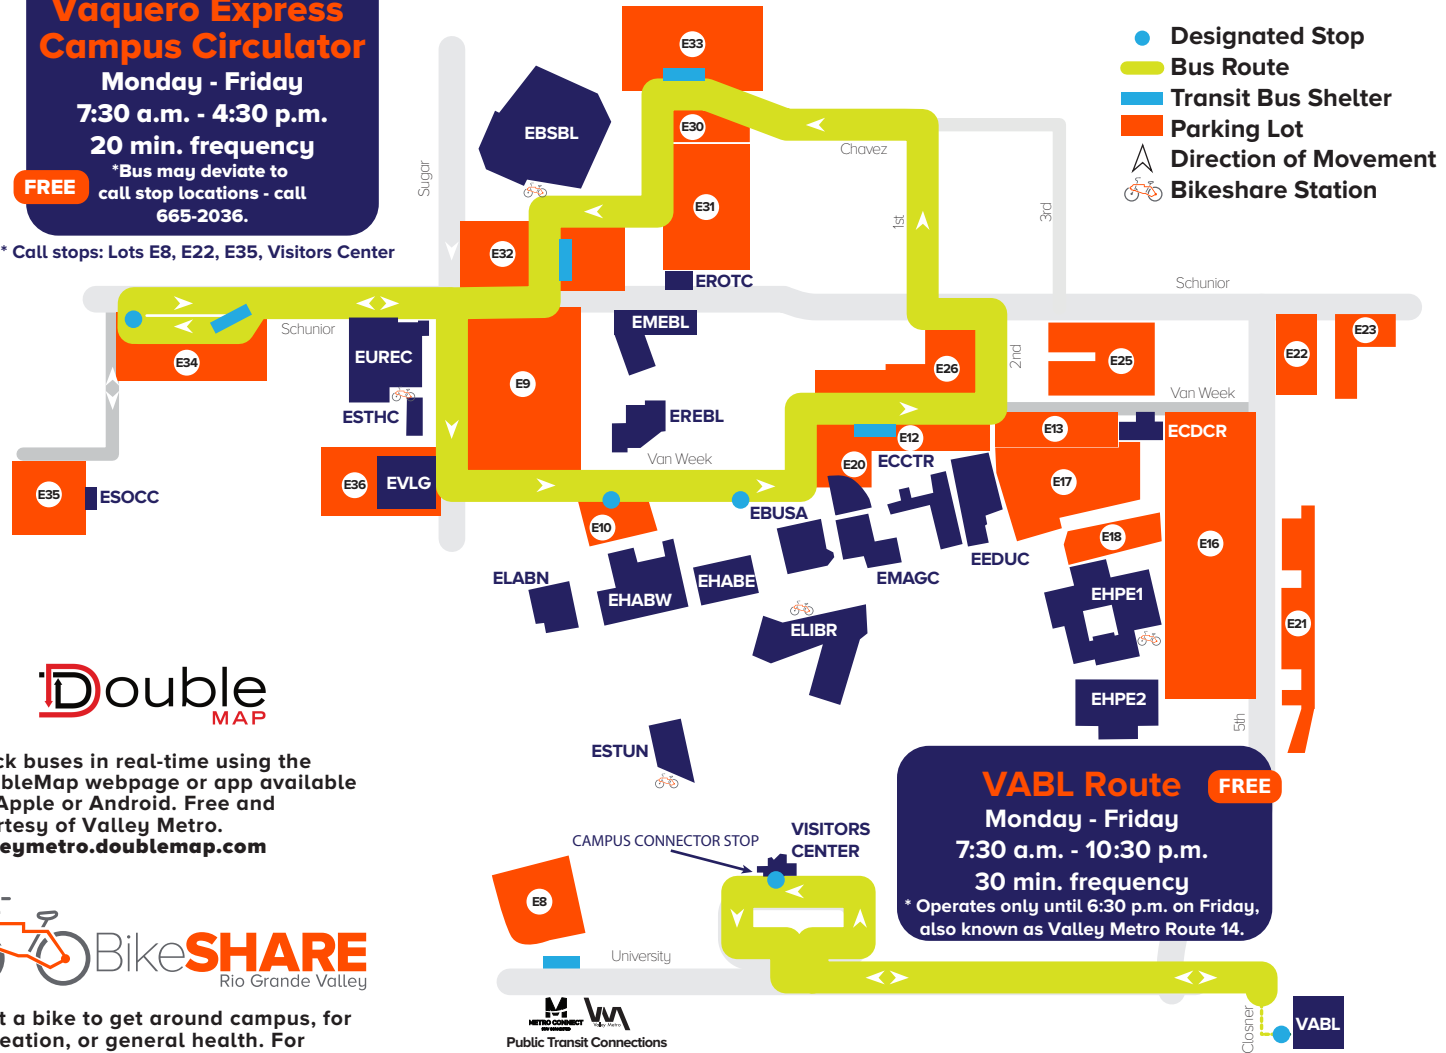 Vaquero Express
Campus Circulator
Monday - Friday
7:30 a.m. - 4:30 p.m.
20 min. frequency
*Bus may deviate to
call stop locations - call
665-2036.
FREE
* Call stops: Lots E8, E22, E35, Visitors Center
Designated Stop
Bus Route
Transit Bus Shelter
Parking Lot
Direction of Movement
Bikeshare Station
E33
EBSBL
E30
Chavez
Sugar
E31
1st
3rd
E32
EROTC
Schunior
EMEBL
Schunior
EUREC
E34
E9
E26
2nd
E25
E22
E23
Van Week
ESTHC
EREBL
E12
E13
ECDCR
Van Week
E20
ECCTR
E36
EVLG
E17
E35
ESOCC
EBUSA
E10
E18
E16
EEDUC
ELABN
EHABE
EMAGC
EHABW
EHPE1
ELIBR
E21
EHPE2
5th
ESTUN
Double
MAP
ck buses in real-time using the
bleMap webpage or app available
Apple or Android. Free and
rtesy of Valley Metro.
eymetro.doublemap.com
VABL Route
FREE
Monday - Friday
7:30 a.m. - 10:30 p.m.
30 min. frequency
* Operates only until 6:30 p.m. on Friday,
also known as Valley Metro Route 14.
CAMPUS CONNECTOR STOP
VISITORS
CENTER
E8
University
BikeSHARE
Rio Grande Valley
METRO CONNECT
Valley Metro
Public Transit Connections
Closner
VABL
t a bike to get around campus, for
eation, or general health. For